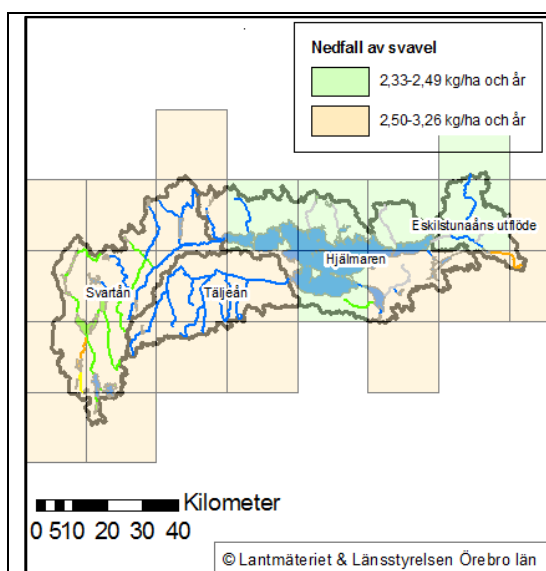 Nedfall av svavel
2,33-2,49 kg/ha och år
2,50-3,26 kg/ha och år
Eskilstunaåns utflöde
Hjälmaren
Svartån
Täljeån
Kilometer
0 510 20 30 40
© Lantmäteriet & Länsstyrelsen Örebro län